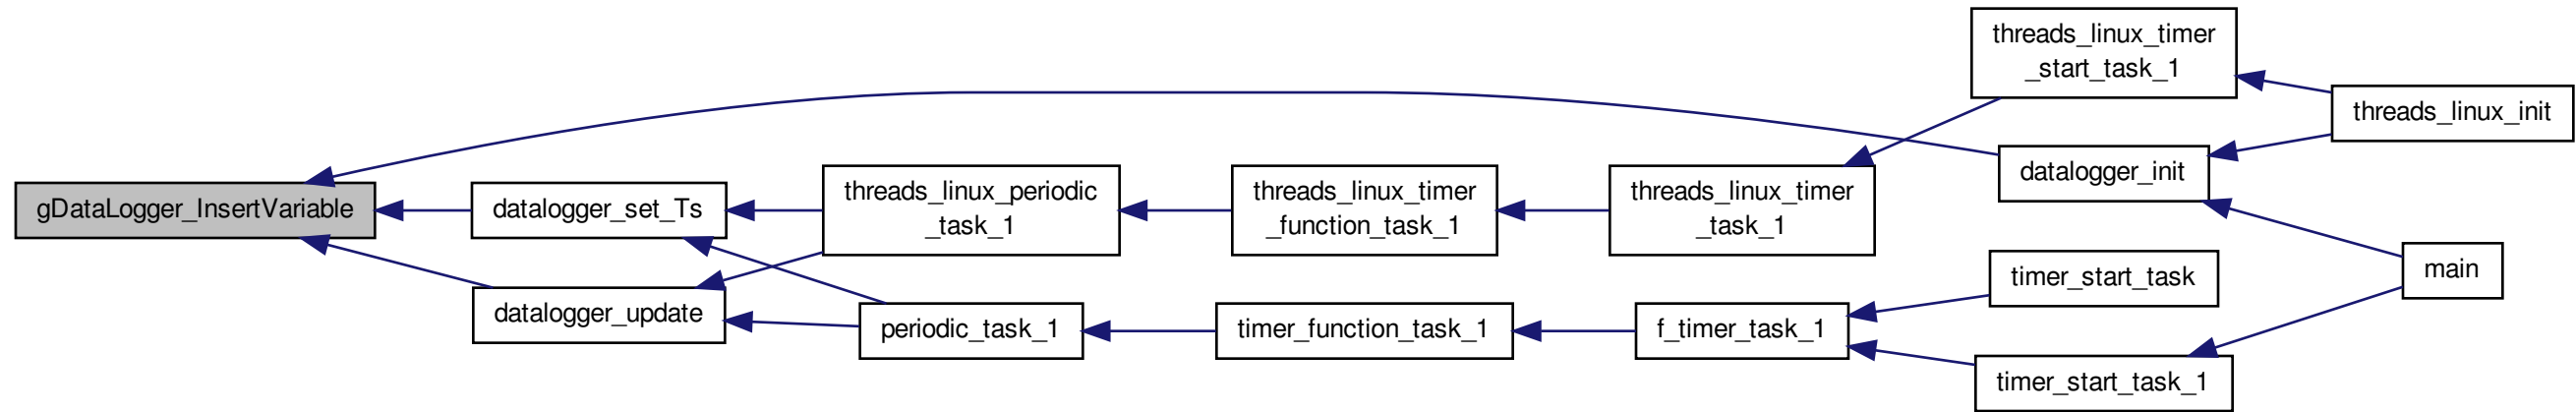 gDataLogger_InsertVariable
datalogger_set_Ts
datalogger_update
threads_linux_periodic
_task_1
periodic_task_1
threads_linux_timer
_function_task_1
timer_function_task_1
threads_linux_timer
_task_1
f_timer_task_1
threads_linux_timer
_start_task_1
datalogger_init
timer_start_task
timer_start_task_1
threads_linux_init
main